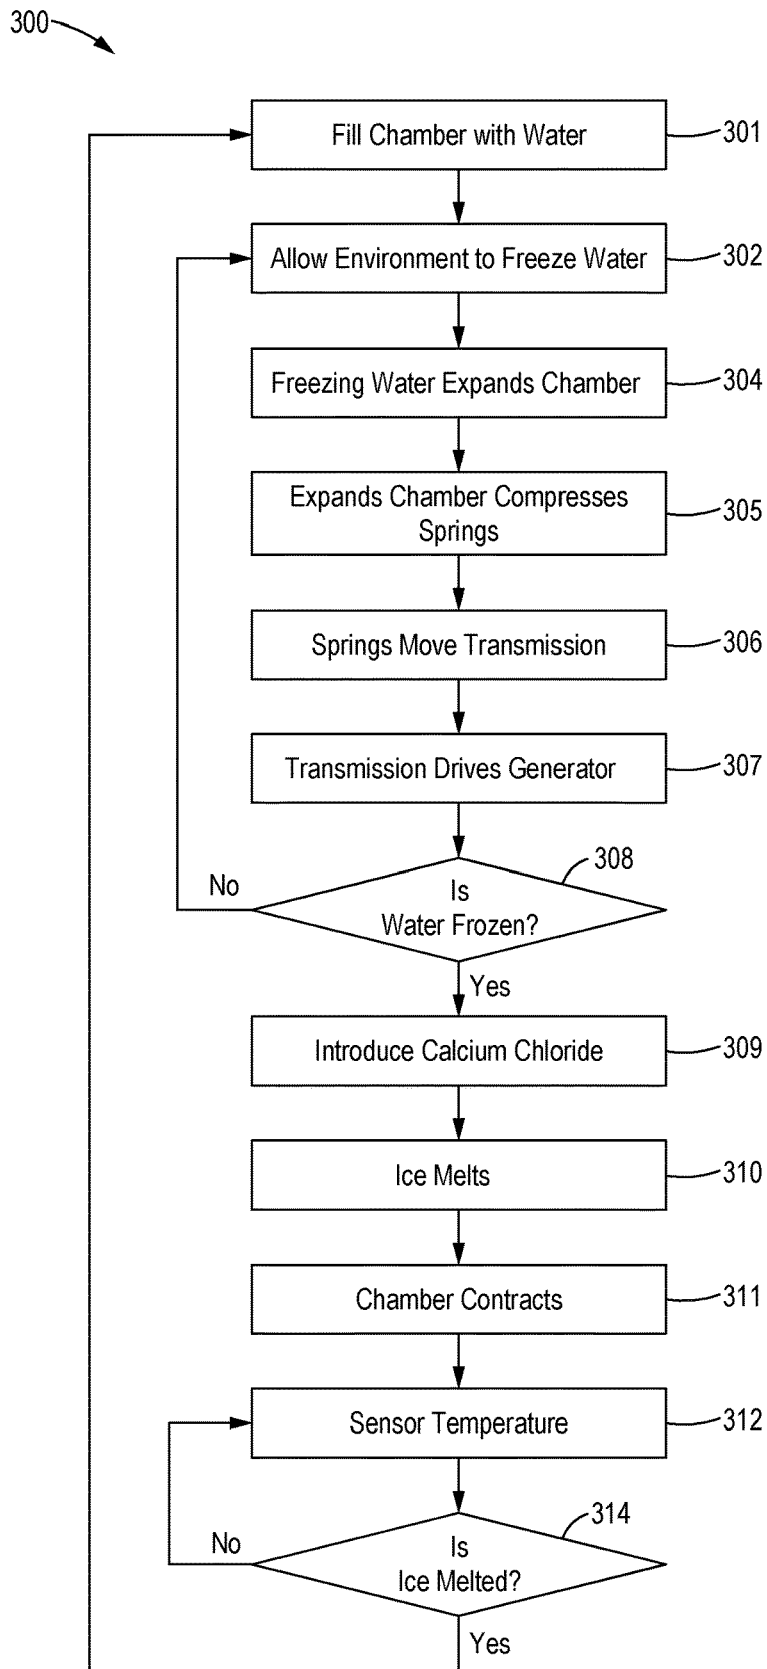 300
Fill Chamber with Water
301
Allow Environment to Freeze Water
302
Freezing Water Expands Chamber
304
Expands Chamber Compresses
Springs
305
Springs Move Transmission
306
Transmission Drives Generator
307
308
No
Is
Water Frozen?
Yes
Introduce Calcium Chloride
309
Ice Melts
310
Chamber Contracts
311
Sensor Temperature
312
314
No
Is
Ice Melted?
Yes